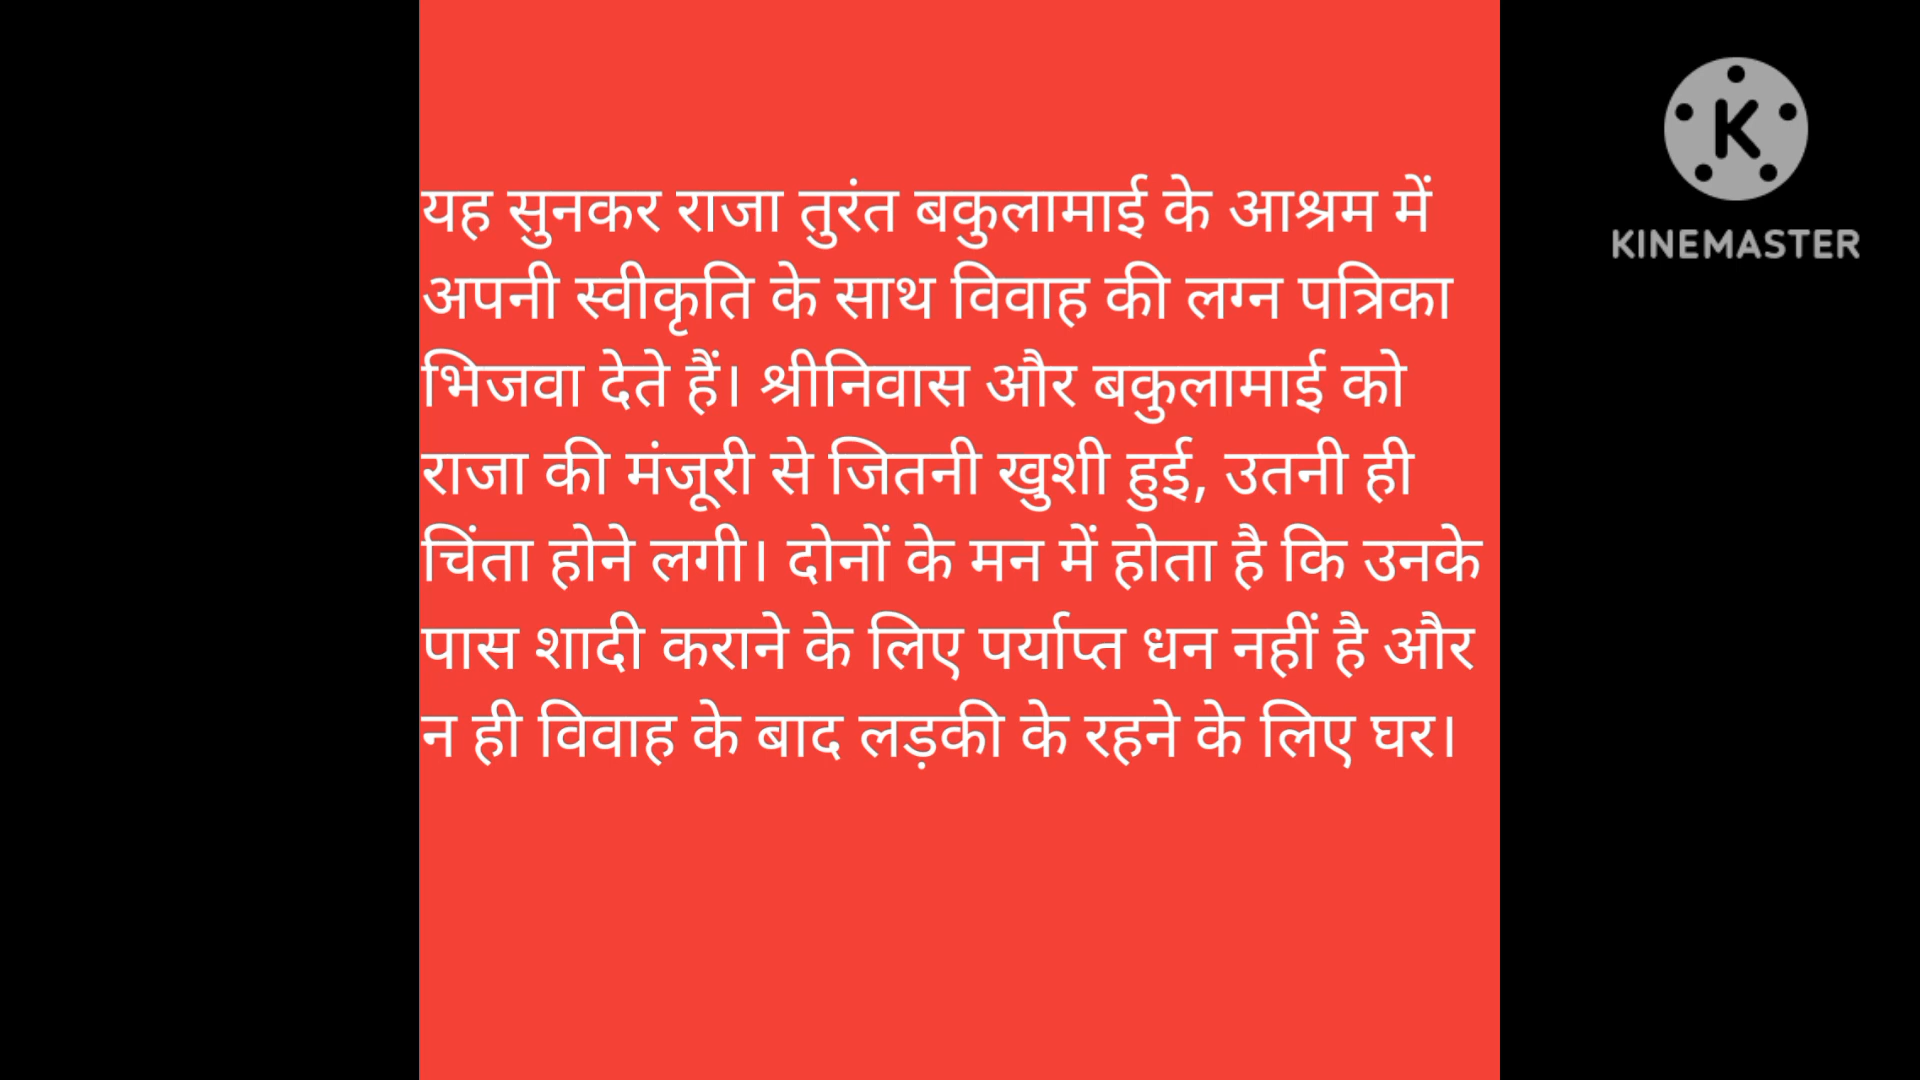 यह सुनकर राजा तुरंत बकुलामाई के आश्रम में
अपनी स्वीकृति के साथ विवाह की लग्न पत्रिका
भिजवा देते हैं। श्रीनिवास और बकुलामाई को
राजा की मंजूरी से जितनी खुशी हुई, उतनी ही
चिंता होने लगी। दोनों के मन में होता है कि उनके
पास शादी कराने के लिए पर्याप्त धन नहीं है और
न ही विवाह के बाद लड़की के रहने के लिए घर।
K
KINEMASTER